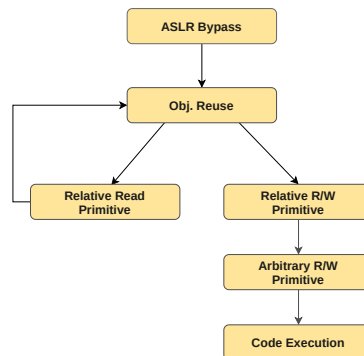 ASLR Bypass
Obj. Reuse
Relative Read
Primitive
Relative R/W
Primitive
Arbitrary R/W
Primitive
Code Execution